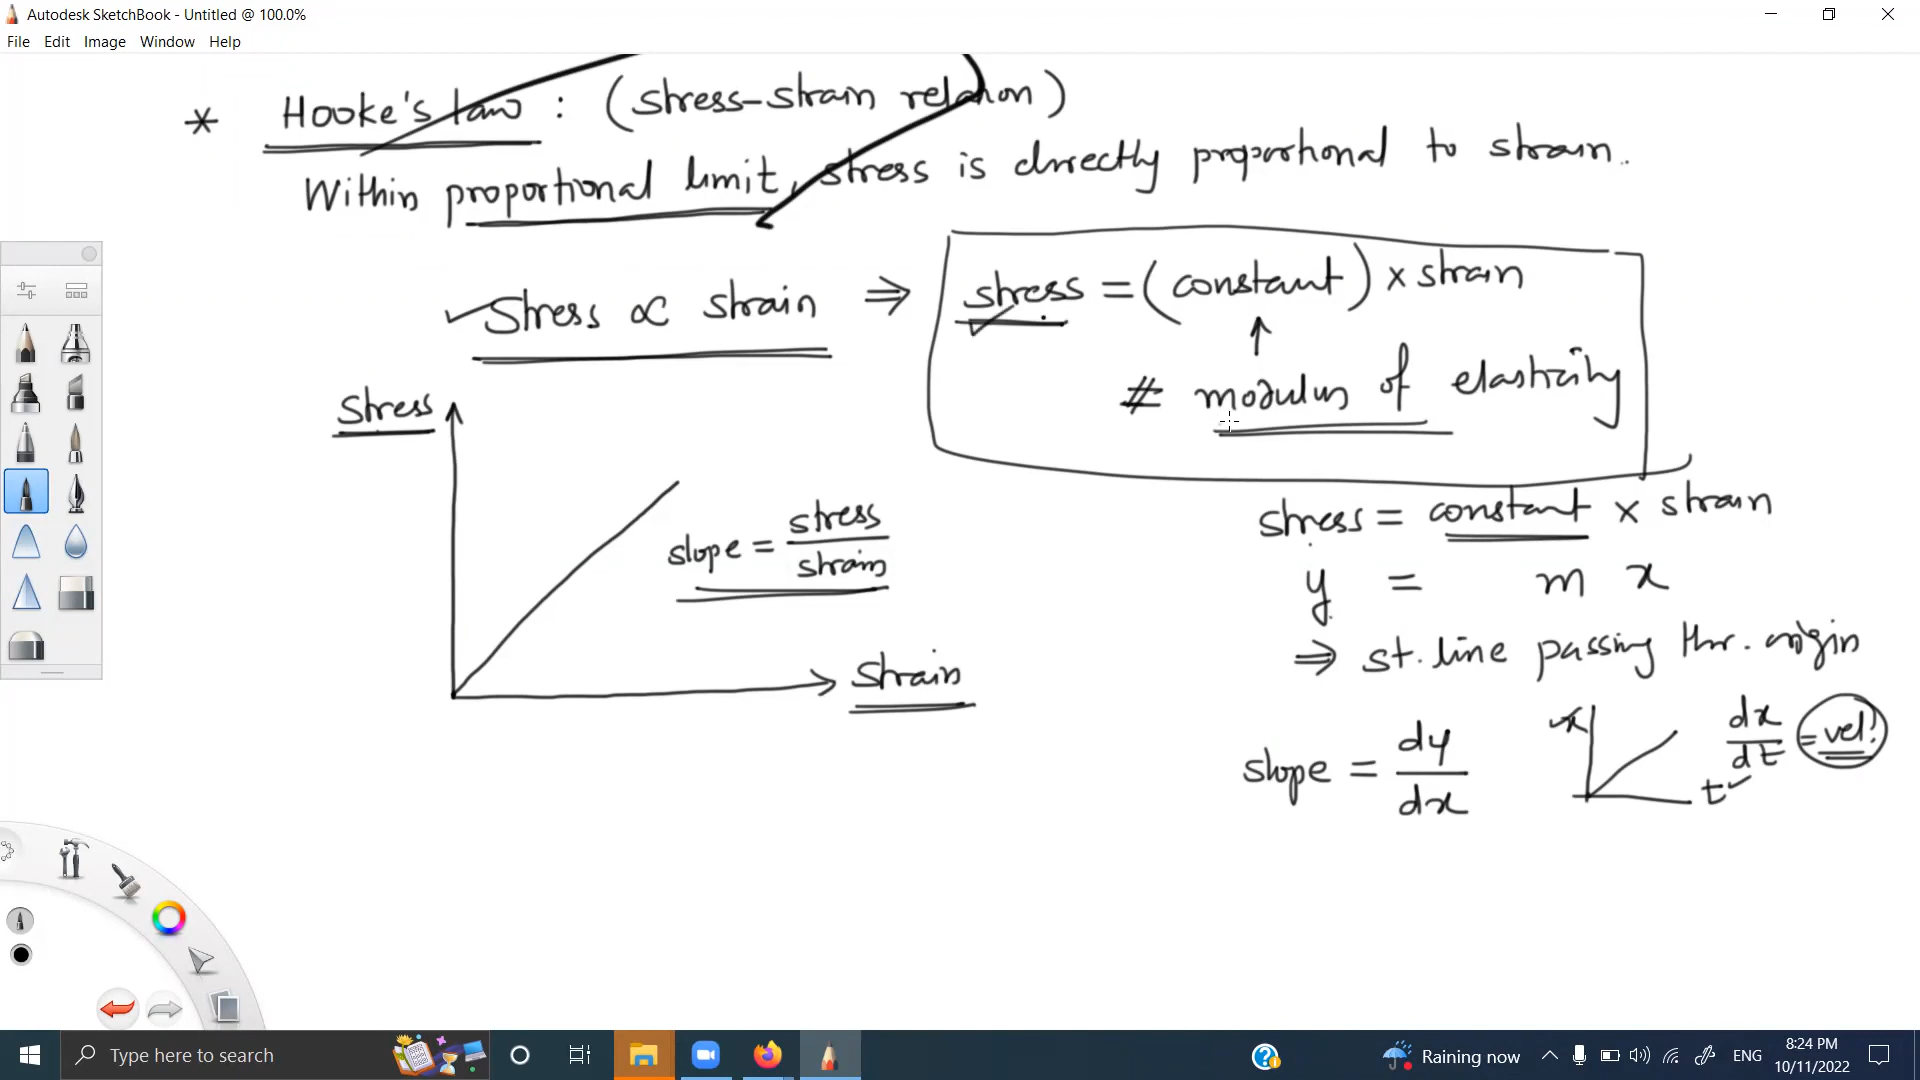 Autodesk SketchBook - Untitled @ 100.0%
File Edit Image Window Help
* Hooke's law : (stress-strain relation)
Within proportional limit, stress is directly proportional to strain.
stress ∝ strain ⇒ stress = (constant) × strain
# modulus of elasticity
stress
slope = stress / strain
strain
stress = constant × strain
y = m x
⇒ st. line passing thr. origin
slope = dy / dx
x
t
dx / dt = vel.
Type here to search
Raining now
ENG
8:24 PM
10/11/2022